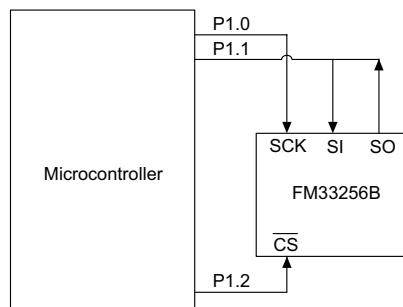 P1.0
P1.1
SCK SI SO
Microcontroller
FM33256B
CS
P1.2